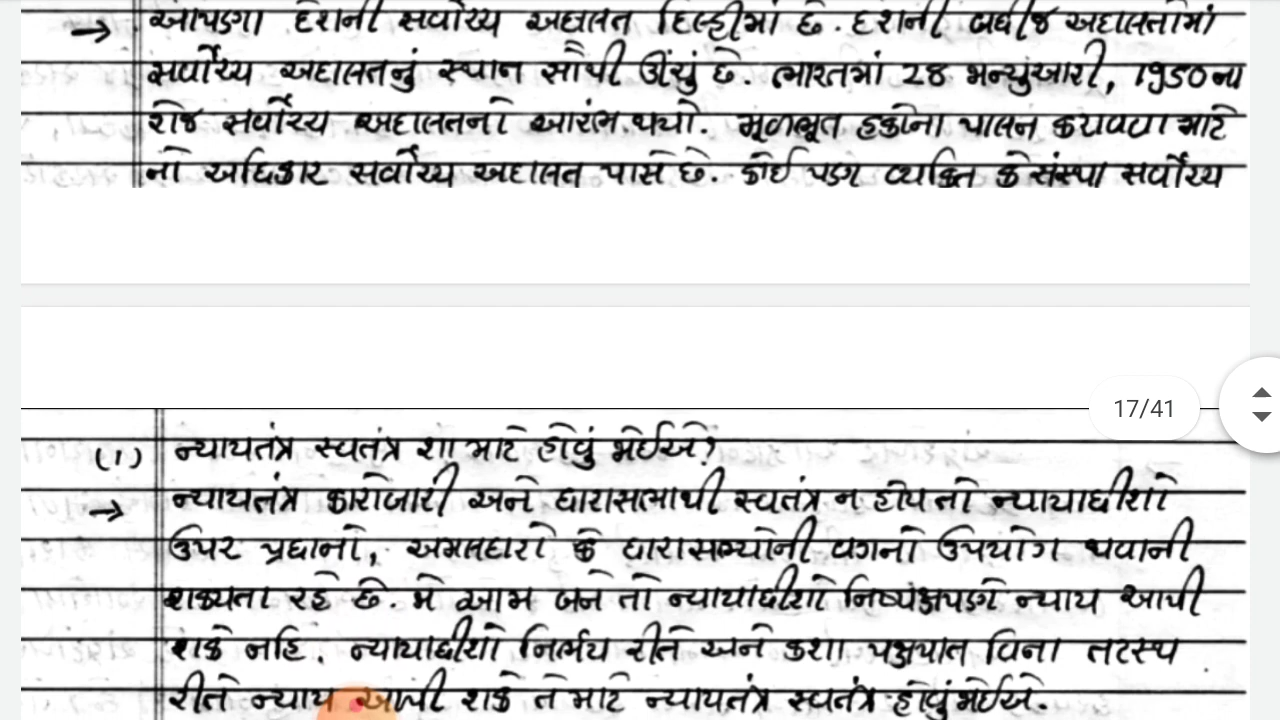 → આપણા દેશની સર્વોચ્ચ અદાલત દિલ્હીમાં છે. દેશની બધીજ અદાલતોમાં
સર્વોચ્ચ અદાલતનું સ્થાન સૌથી ઊંચું છે. ભારતમાં 28 જાન્યુઆરી, 1950ના
રોજ સર્વોચ્ચ અદાલતનો આરંભ થયો. મૂળભૂત હકોના પાલન કરાવવા માટે
નો અધિકાર સર્વોચ્ચ અદાલત પાસે છે. કોઈ પણ વ્યક્તિ કે સંસ્થા સર્વોચ્ચ
17/41
(1) ન્યાયતંત્ર સ્વતંત્ર શા માટે હોવું જોઈએ?
→ ન્યાયતંત્ર કારોબારી અને ધારાસભાથી સ્વતંત્ર ન હોય તો ન્યાયાધીશો
ઉપર પ્રધાનો, અમલદારો કે ધારાસભ્યોની વગનો ઉપયોગ થવાની
શક્યતા રહે છે. જો આમ બને તો ન્યાયાધીશો નિષ્પક્ષપણે ન્યાય આપી
શકે નહિ. ન્યાયાધીશો નિર્ભય રીતે અને કશા પક્ષપાત વિના તટસ્થ
રીતે ન્યાય આપી શકે તે માટે ન્યાયતંત્ર સ્વતંત્ર હોવું જોઈએ.